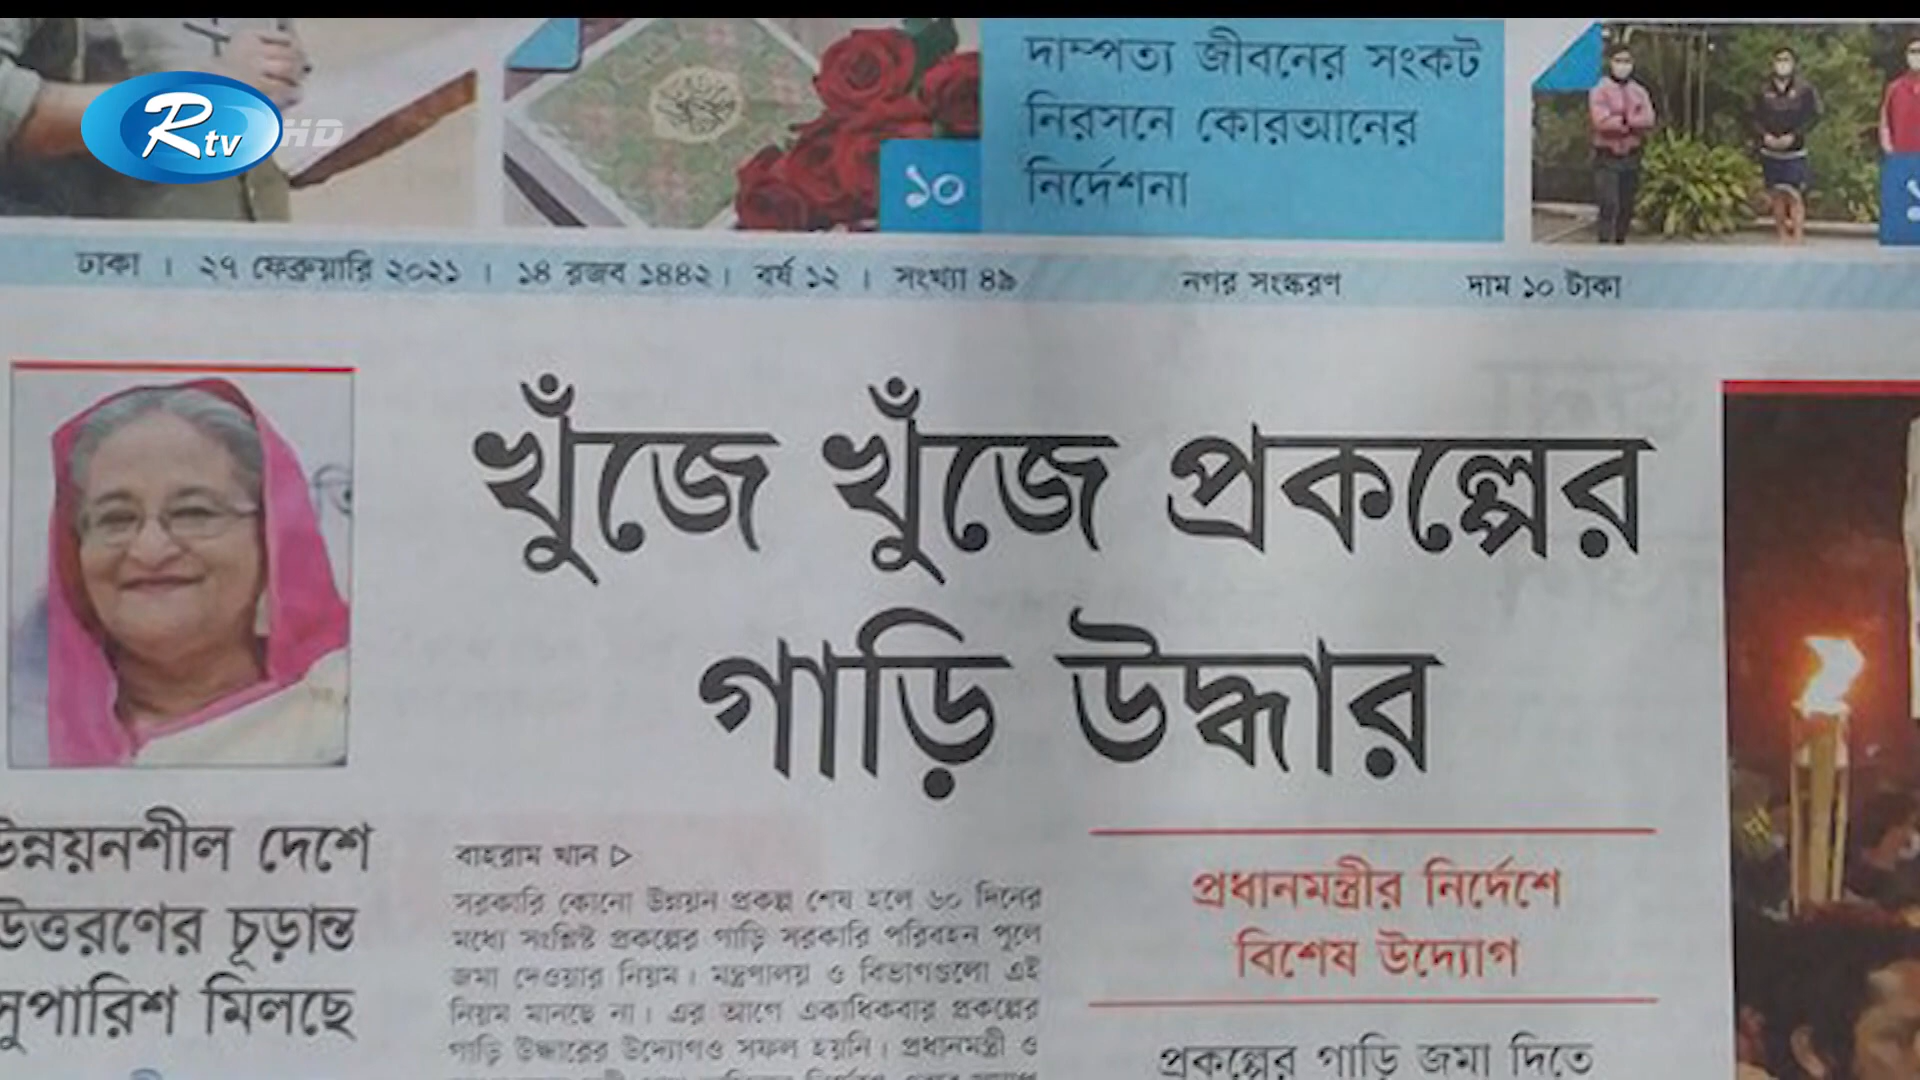 Rtv HD
১০
দাম্পত্য জীবনের সংকট
নিরসনে কোরআনের
নির্দেশনা
ঢাকা । ২৭ ফেব্রুয়ারি ২০২১ । ১৪ রজব ১৪৪২ । বর্ষ ১২ । সংখ্যা ৪৯
নগর সংস্করণ
দাম ১০ টাকা
খুঁজে খুঁজে প্রকল্পের
গাড়ি উদ্ধার
উন্নয়নশীল দেশে
উত্তরণের চূড়ান্ত
সুপারিশ মিলছে
বাহরাম খান
সরকারি কোনো উন্নয়ন প্রকল্প শেষ হলে ৬০ দিনের
মধ্যে সংশ্লিষ্ট প্রকল্পের গাড়ি সরকারি পরিবহন পুলে
জমা দেওয়ার নিয়ম। মন্ত্রণালয় ও বিভাগগুলো এই
নিয়ম মানছে না। এর আগে একাধিকবার প্রকল্পের
গাড়ি উদ্ধারের উদ্যোগও সফল হয়নি। প্রধানমন্ত্রী ও
প্রধানমন্ত্রীর নির্দেশে
বিশেষ উদ্যোগ
প্রকল্পের গাড়ি জমা দিতে